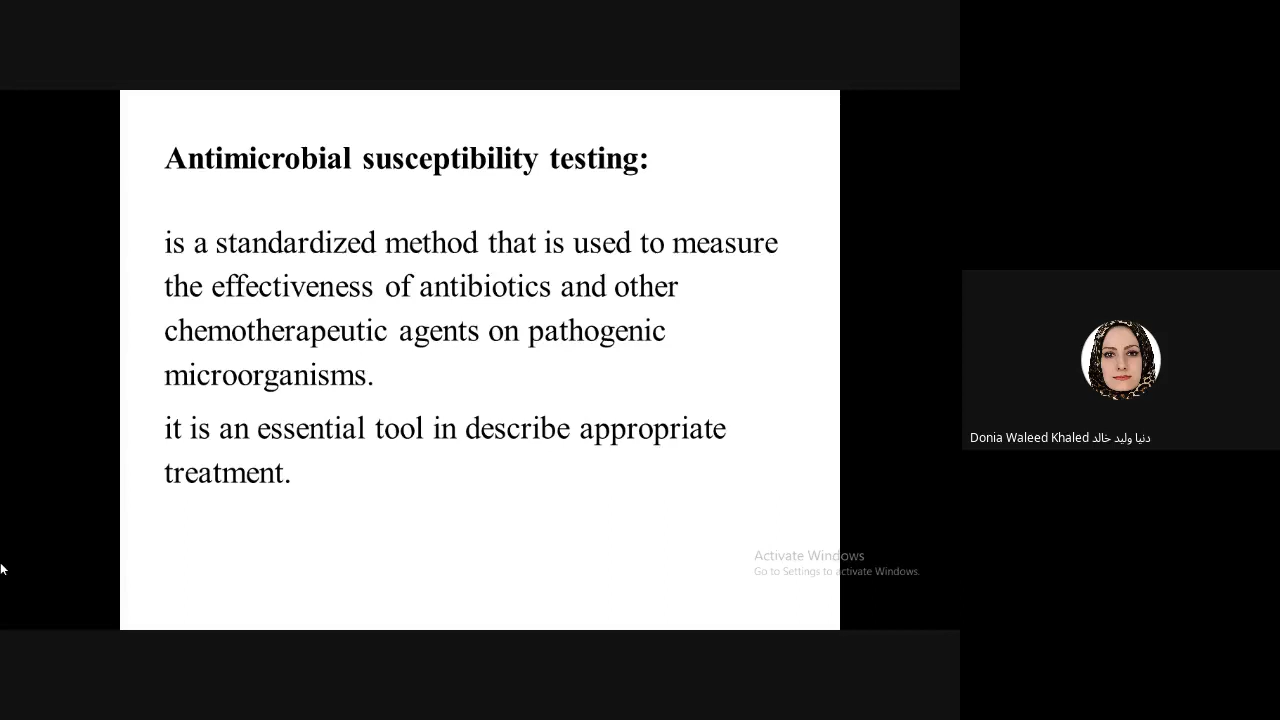 Antimicrobial susceptibility testing:
is a standardized method that is used to measure
the effectiveness of antibiotics and other
chemotherapeutic agents on pathogenic
microorganisms.
it is an essential tool in describe appropriate
treatment.
Activate Windows
Go to Settings to activate Windows.
Donia Waleed Khaled دنيا وليد خالد